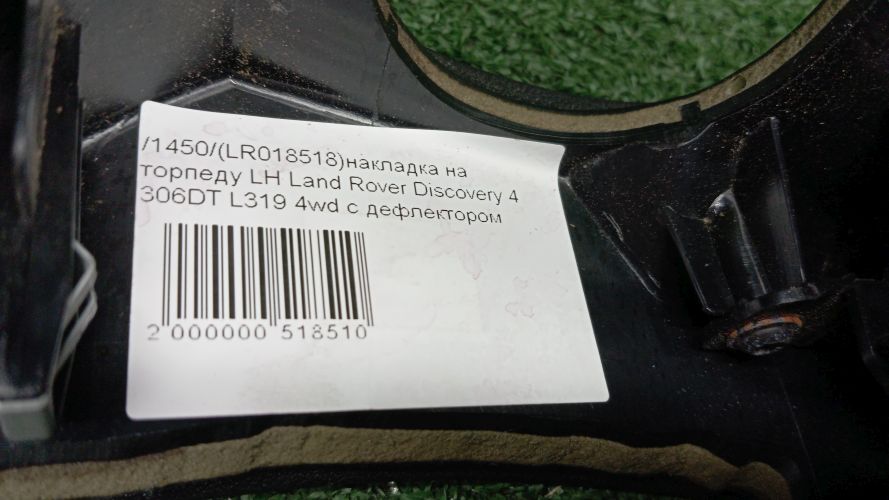 /1450/(LR018518)накладка на
торпеду LH Land Rover Discovery 4
306DT L319 4wd с дефлектором
2 000000 518510